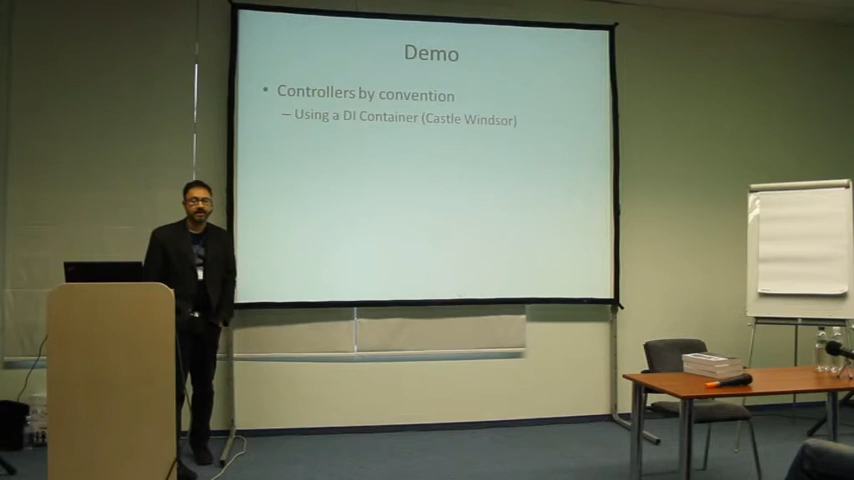 Demo
• Controllers by convention
– Using a DI Container (Castle Windsor)